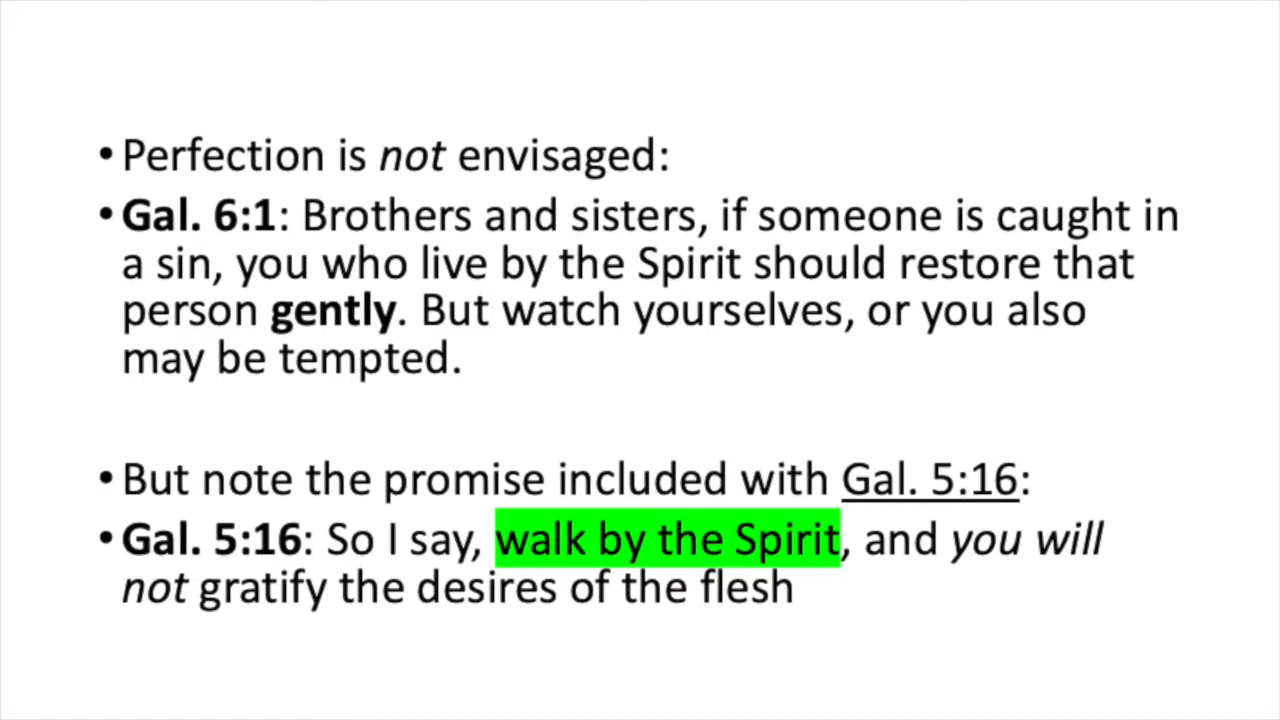 • Perfection is not envisaged:
• Gal. 6:1: Brothers and sisters, if someone is caught in
a sin, you who live by the Spirit should restore that
person gently. But watch yourselves, or you also
may be tempted.
• But note the promise included with Gal. 5:16:
• Gal. 5:16: So I say, walk by the Spirit, and you will
not gratify the desires of the flesh